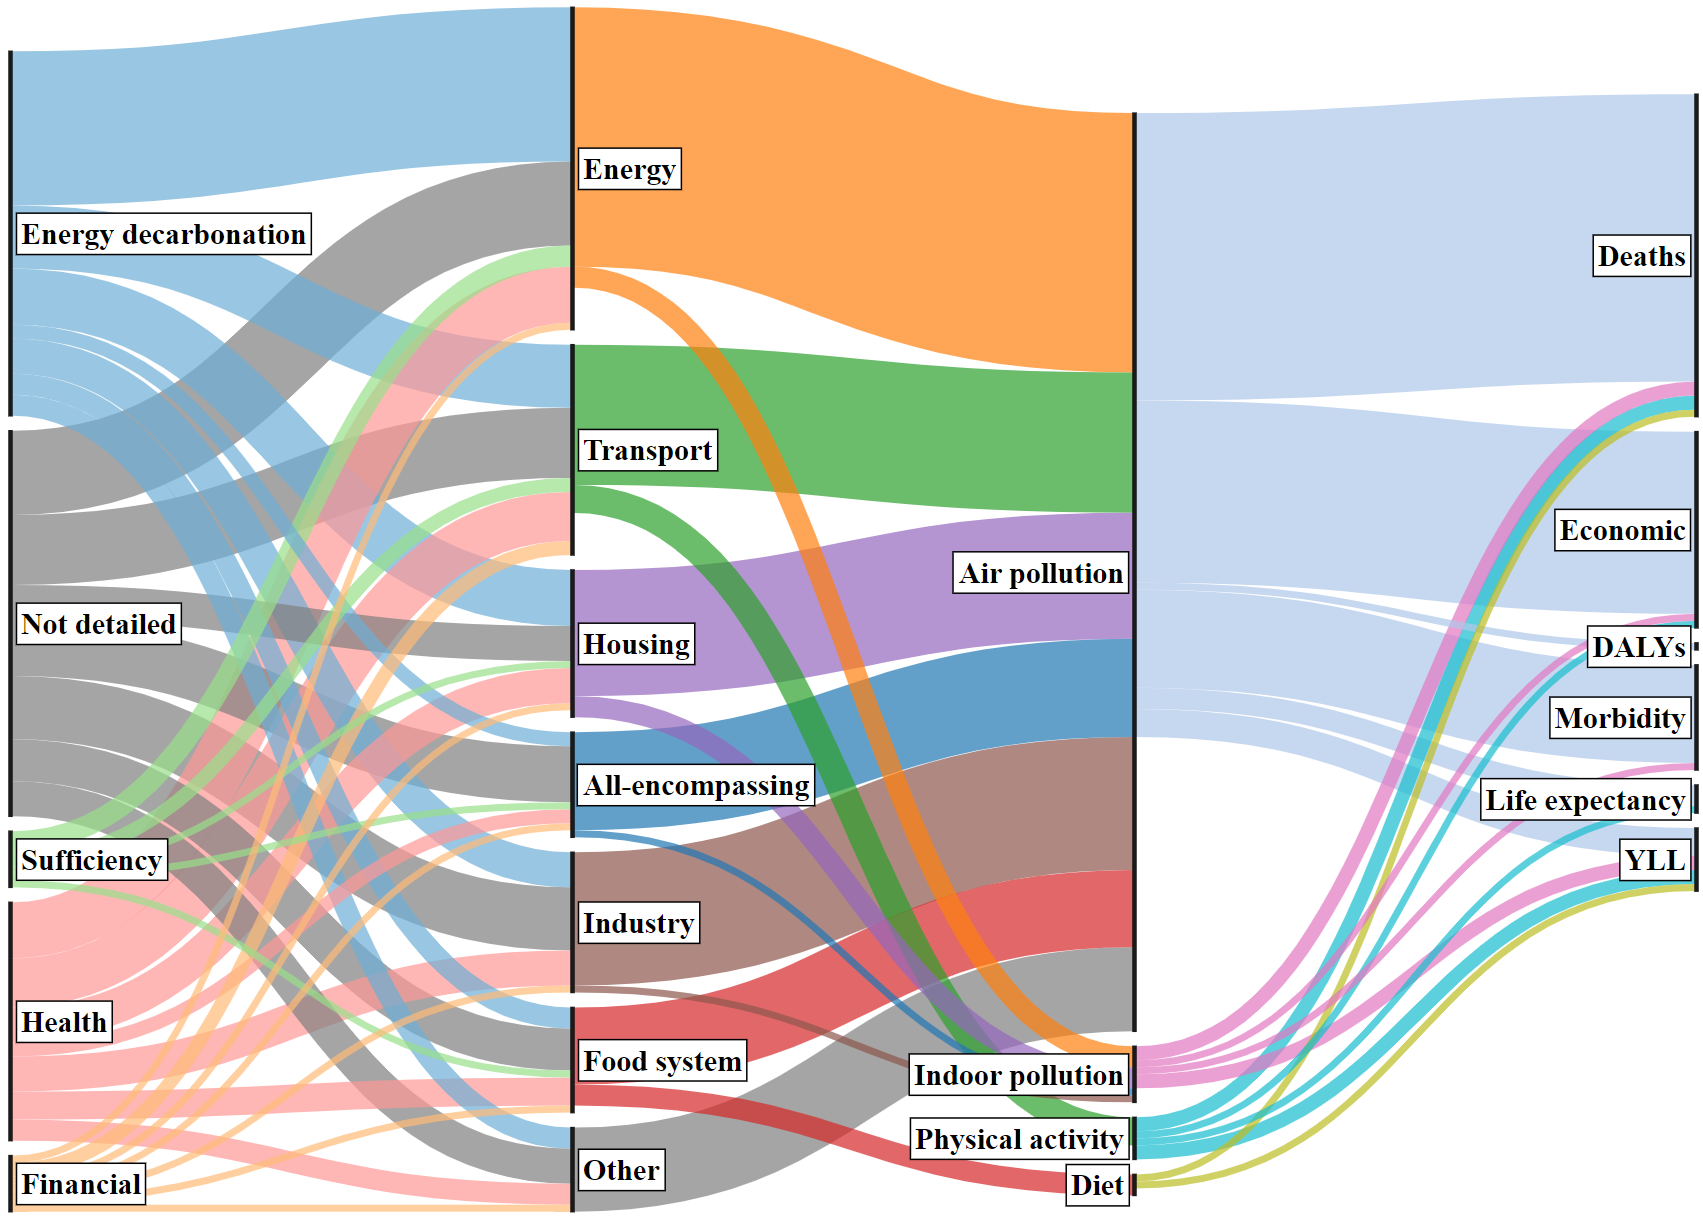 Energy decarbonation
Not detailed
Sufficiency
Health
Financial
Energy
Transport
Housing
All-encompassing
Industry
Food system
Other
Air pollution
Indoor pollution
Physical activity
Diet
Deaths
Economic
DALYs
Morbidity
Life expectancy
YLL